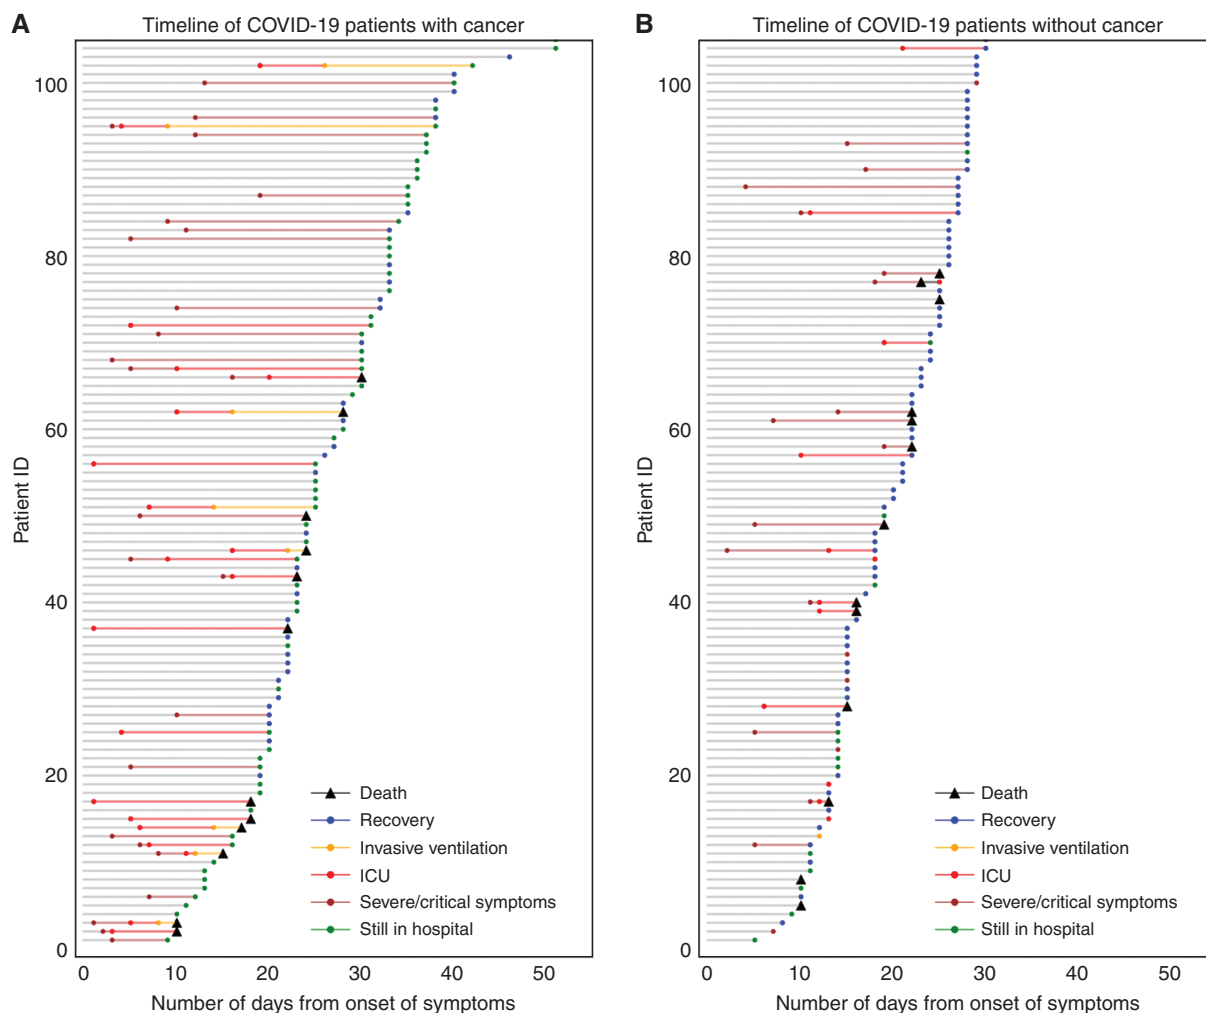 A
Timeline of COVID-19 patients with cancer
100
80
60
40
20
0
Patient ID
0 10 20 30 40 50
Number of days from onset of symptoms
Death
Recovery
Invasive ventilation
ICU
Severe/critical symptoms
Still in hospital
B
Timeline of COVID-19 patients without cancer
100
80
60
40
20
0
Patient ID
0 10 20 30 40 50
Number of days from onset of symptoms
Death
Recovery
Invasive ventilation
ICU
Severe/critical symptoms
Still in hospital